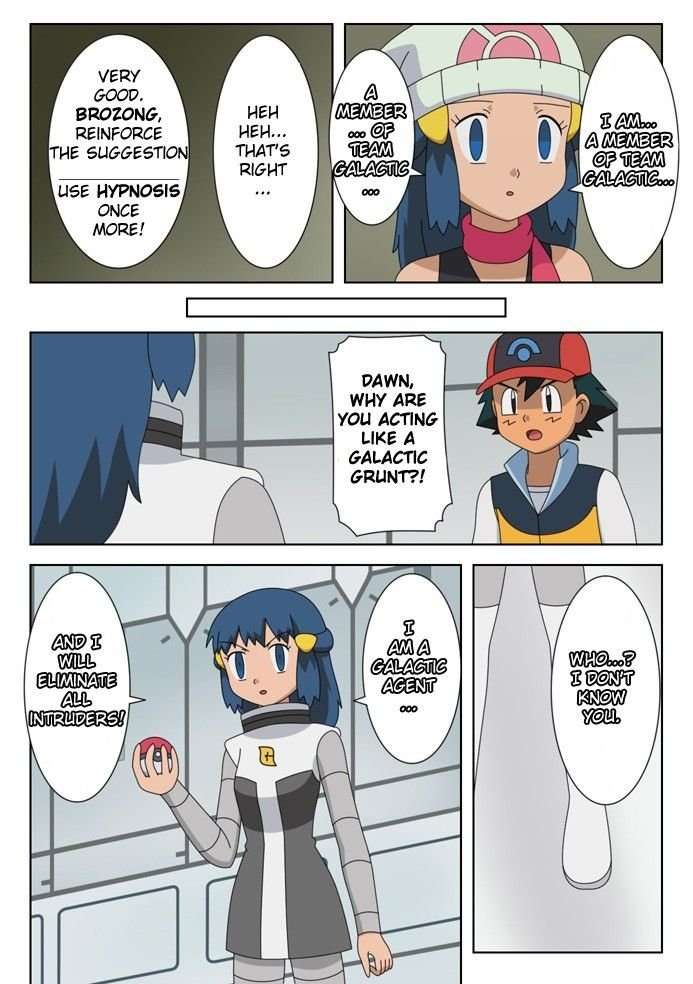 I AM...
A MEMBER
OF TEAM
GALACTIC...
A
MEMBER
... OF
TEAM
GALACTIC
...
HEH
HEH...
THAT'S
RIGHT
...
VERY
GOOD.
BROZONG,
REINFORCE
THE SUGGESTION
USE HYPNOSIS
ONCE
MORE!
DAWN,
WHY ARE
YOU ACTING
LIKE A
GALACTIC
GRUNT?!
WHO...?
I DON'T
KNOW
YOU.
I
AM A
GALACTIC
AGENT
...
AND I
WILL
ELIMINATE
ALL
INTRUDERS!